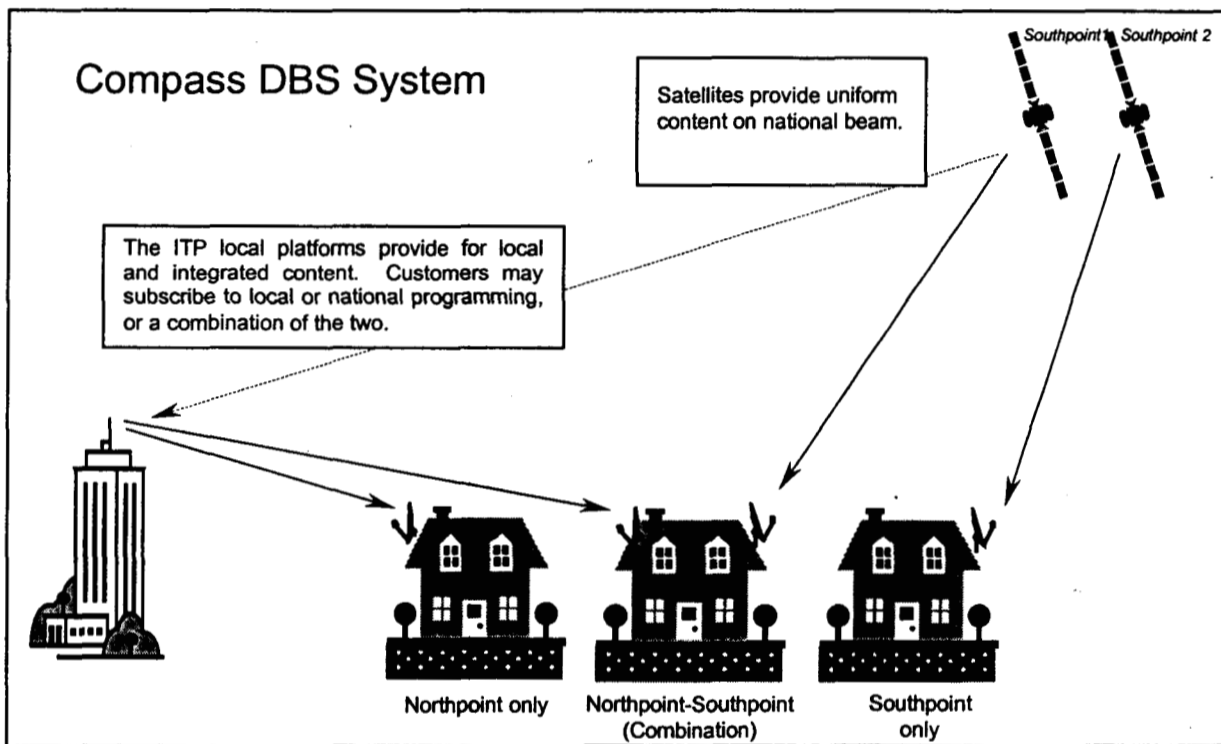 Compass DBS System
Satellites provide uniform
content on national beam.
Southpoint 1
Southpoint 2
The ITP local platforms provide for local
and integrated content. Customers may
subscribe to local or national programming,
or a combination of the two.
Northpoint only
Northpoint-Southpoint
(Combination)
Southpoint
only